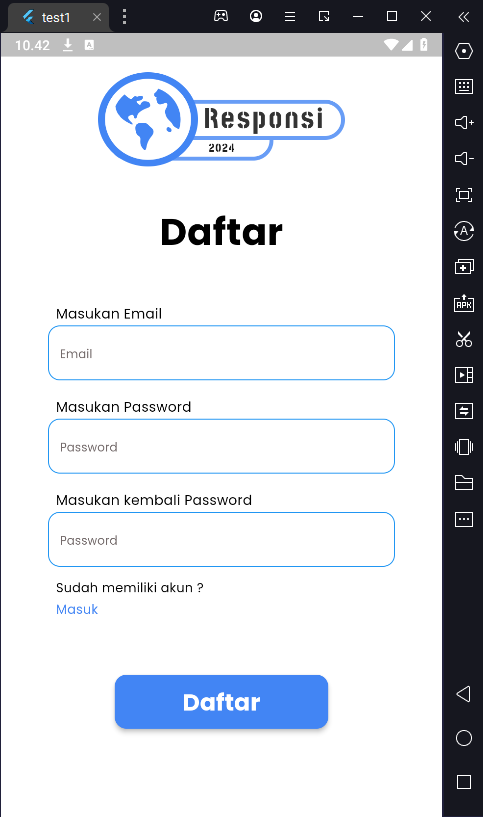 test1
10.42
Responsi
2024
Daftar
Masukan Email
Email
Masukan Password
Password
Masukan kembali Password
Password
Sudah memiliki akun ?
Masuk
Daftar
A
A
APK